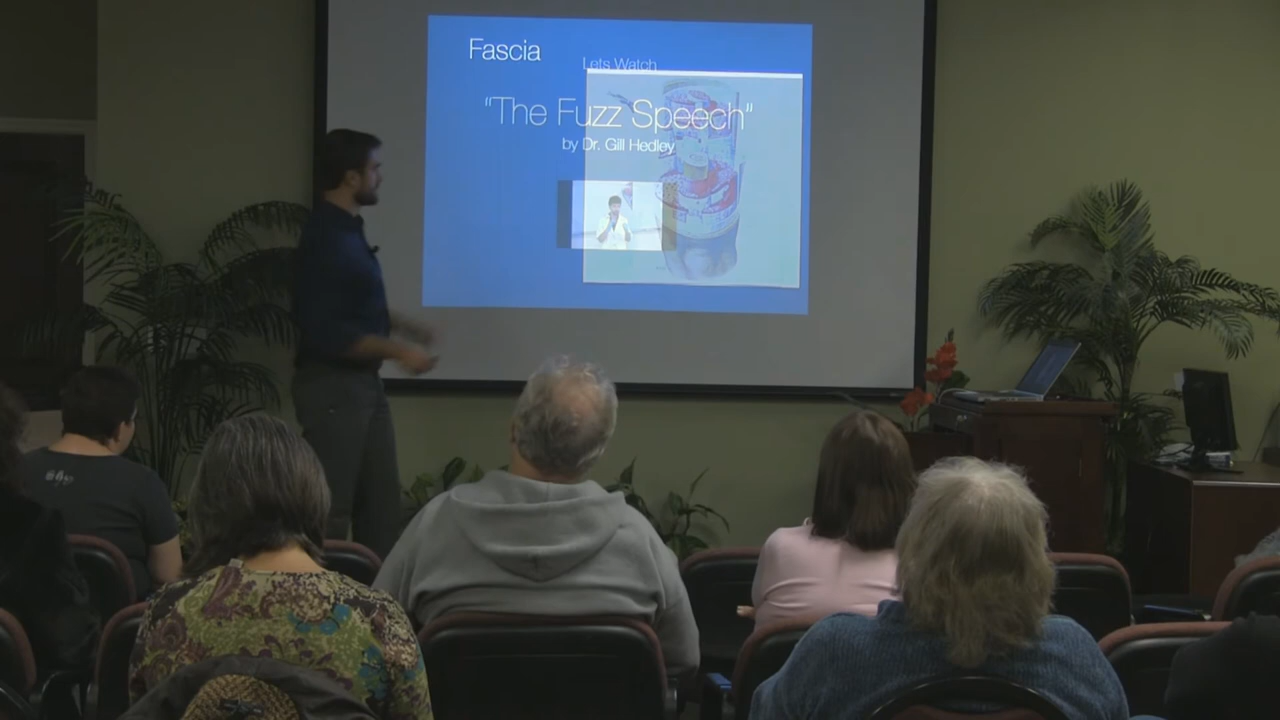 Fascia
Lets Watch
"The Fuzz Speech"
by Dr. Gill Hedley